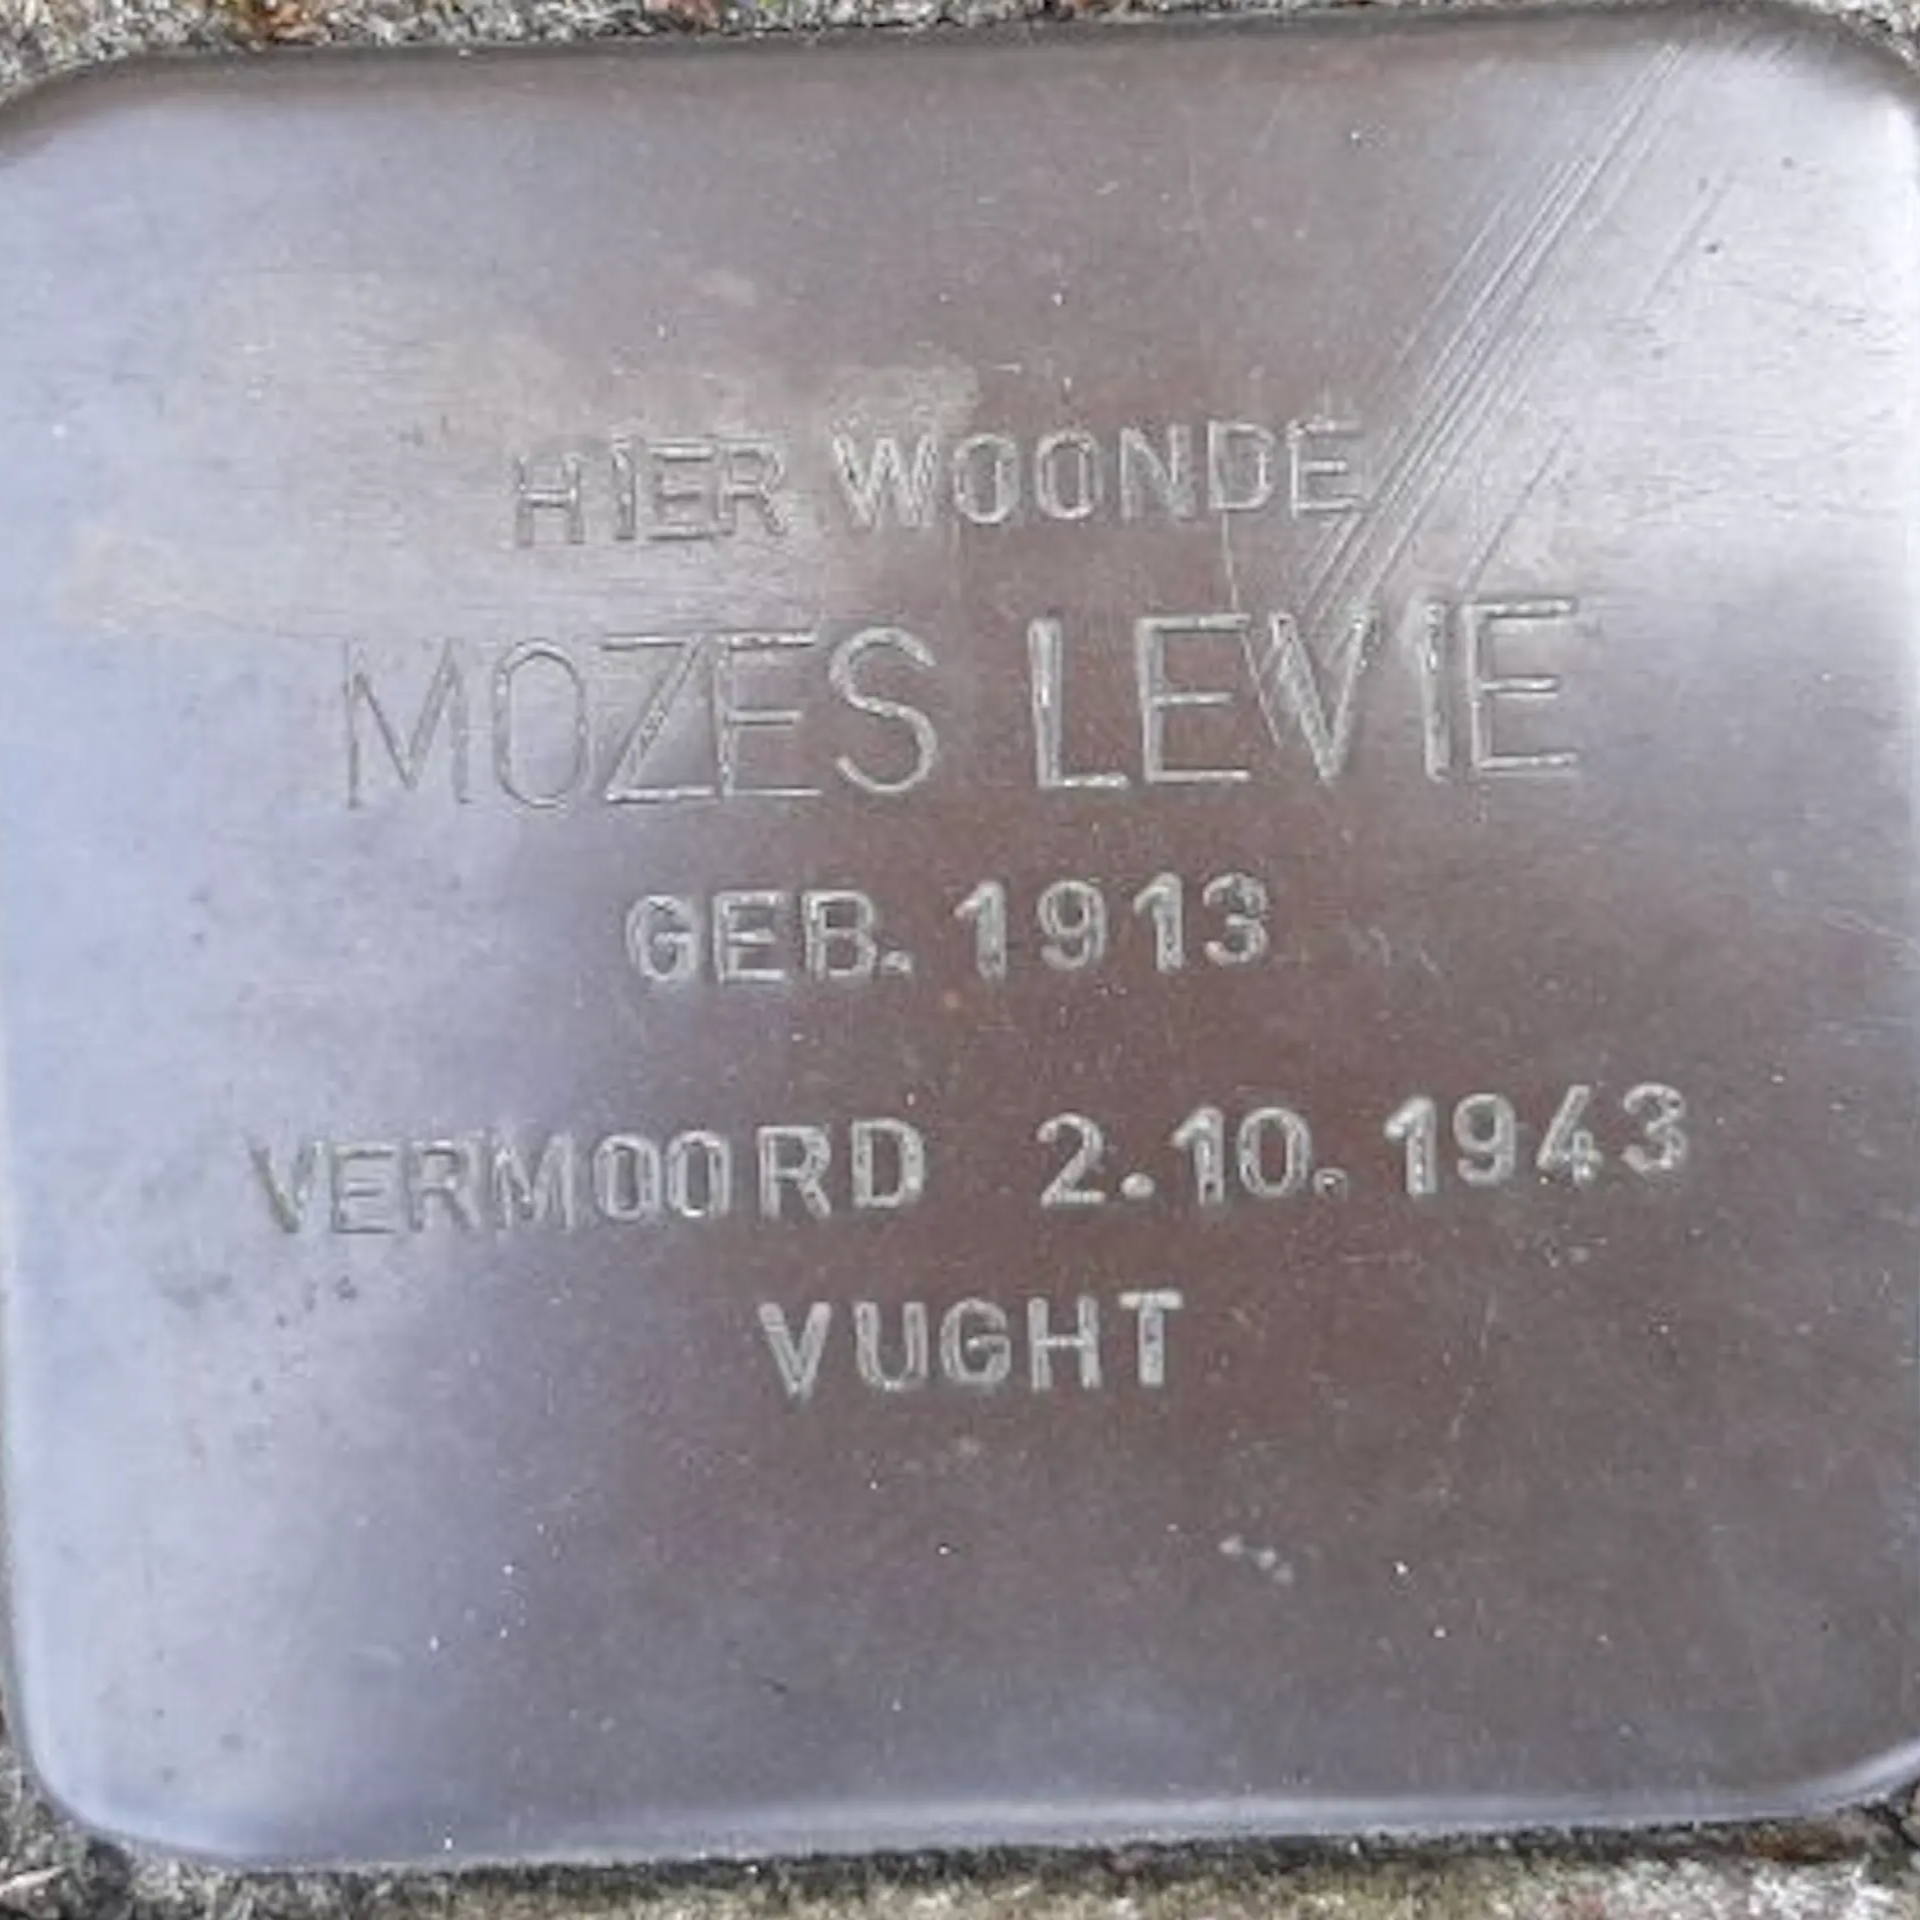 HIER WOONDE
MOZES LEVIE
GEB. 1913
VERMOORD 2.10.1943
VUGHT